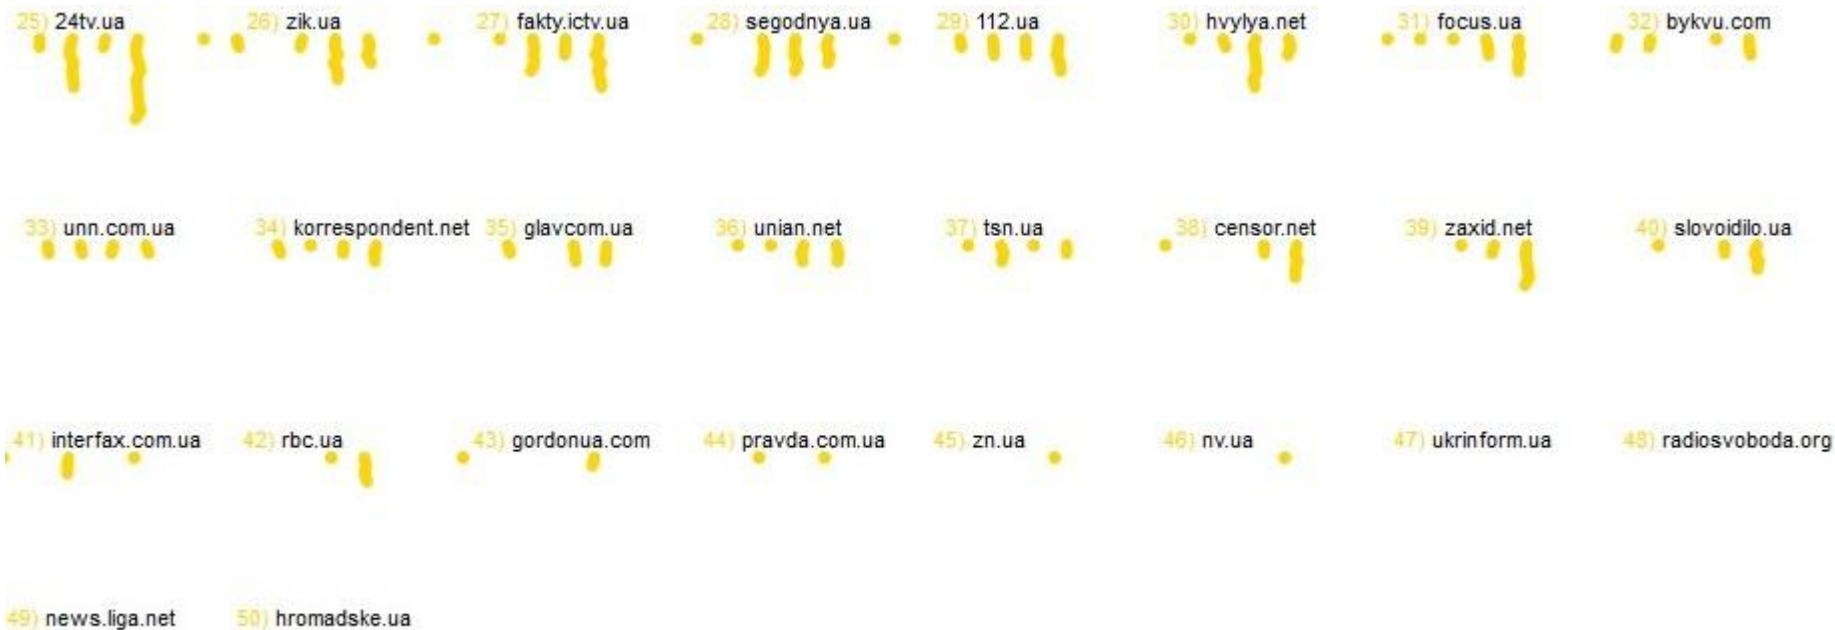 25) 24tv.ua 26) zik.ua 27) fakty.ictv.ua 28) segodnya.ua 29) 112.ua 30) hvylya.net 31) focus.ua 32) bykvu.com
33) unn.com.ua 34) korrespondent.net 35) glavcom.ua 36) unian.net 37) tsn.ua 38) censor.net 39) zaxid.net 40) slovoidilo.ua
41) interfax.com.ua 42) rbc.ua 43) gordonua.com 44) pravda.com.ua 45) zn.ua 46) nv.ua 47) ukrinform.ua 48) radiosvoboda.org
49) news.liga.net 50) hromadske.ua